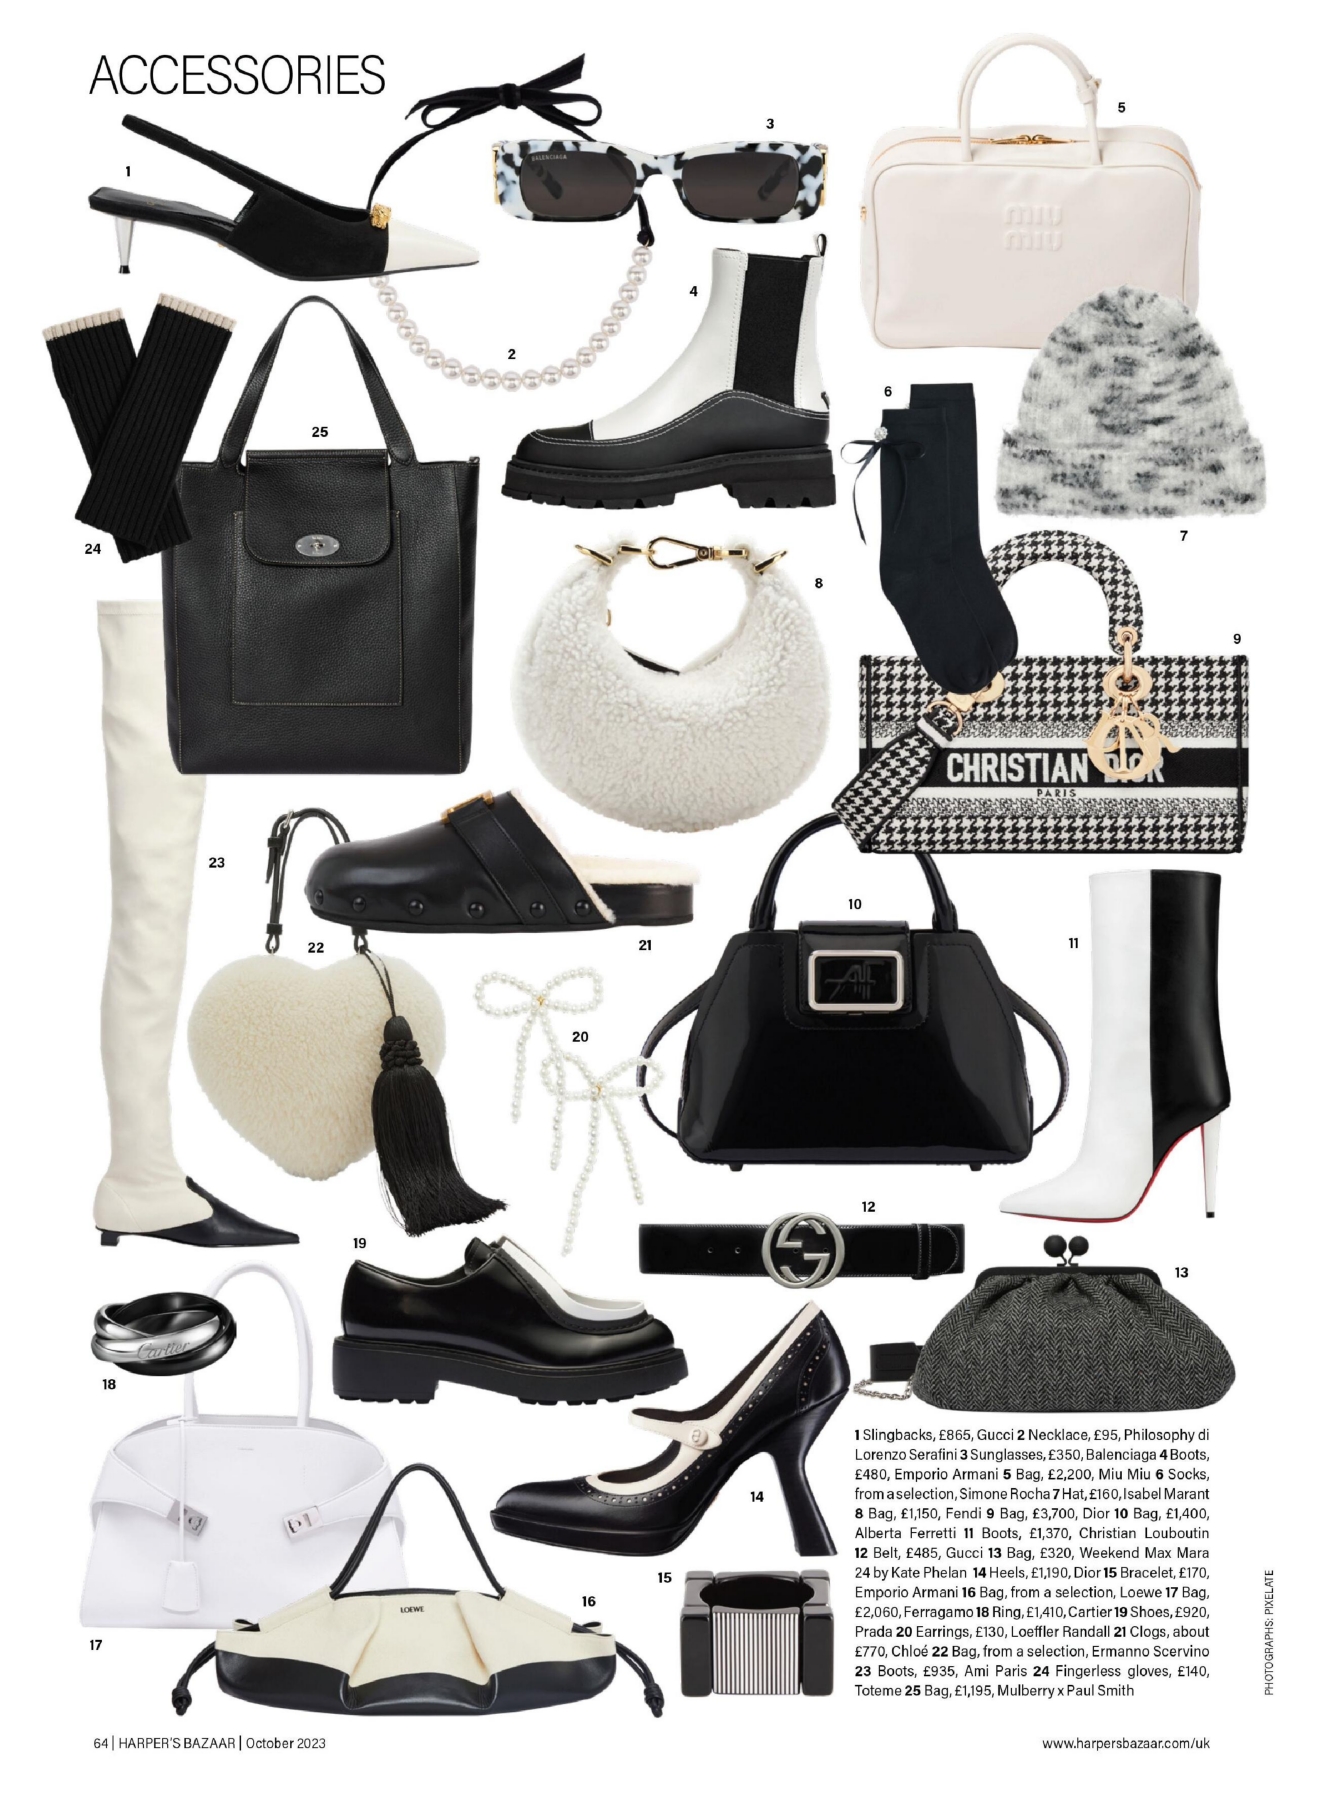 ACCESSORIES
1
2
3
BALENCIAGA
4
5
miu
miu
6
7
8
9
CHRISTIAN DIOR
PARIS
10
11
12
13
14
15
16
LOEWE
17
18
Cartier
19
20
21
22
23
24
25
1 Slingbacks, £865, Gucci 2 Necklace, £95, Philosophy di
Lorenzo Serafini 3 Sunglasses, £350, Balenciaga 4 Boots,
£480, Emporio Armani 5 Bag, £2,200, Miu Miu 6 Socks,
from a selection, Simone Rocha 7 Hat, £160, Isabel Marant
8 Bag, £1,150, Fendi 9 Bag, £3,700, Dior 10 Bag, £1,400,
Alberta Ferretti 11 Boots, £1,370, Christian Louboutin
12 Belt, £485, Gucci 13 Bag, £320, Weekend Max Mara
24 by Kate Phelan 14 Heels, £1,190, Dior 15 Bracelet, £170,
Emporio Armani 16 Bag, from a selection, Loewe 17 Bag,
£2,060, Ferragamo 18 Ring, £1,410, Cartier 19 Shoes, £920,
Prada 20 Earrings, £130, Loeffler Randall 21 Clogs, about
£770, Chloé 22 Bag, from a selection, Ermanno Scervino
23 Boots, £935, Ami Paris 24 Fingerless gloves, £140,
Toteme 25 Bag, £1,195, Mulberry x Paul Smith
PHOTOGRAPHS: PIXELATE
64 | HARPER'S BAZAAR | October 2023
www.harpersbazaar.com/uk